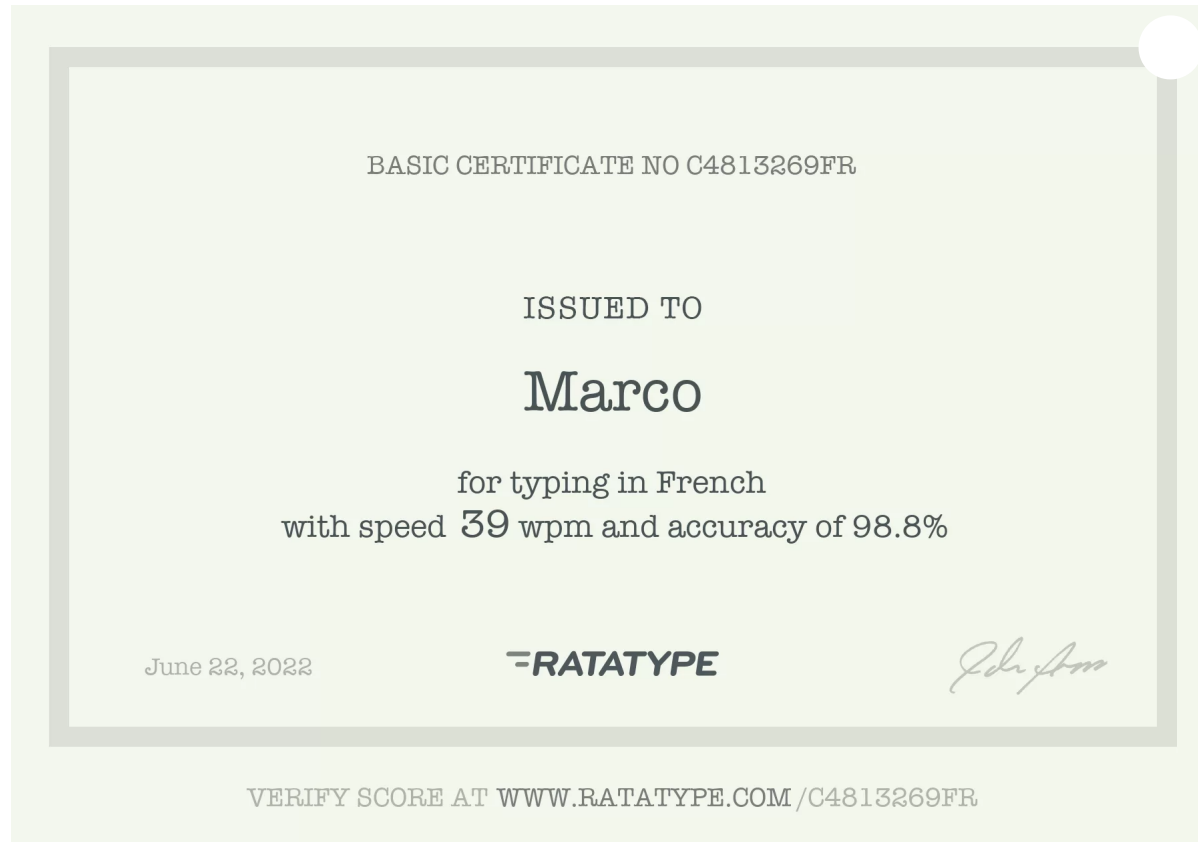 BASIC CERTIFICATE NO C4813269FR
ISSUED TO
Marco
for typing in French
with speed 39 wpm and accuracy of 98.8%
June 22, 2022
RATATYPE
VERIFY SCORE AT WWW.RATATYPE.COM/C4813269FR